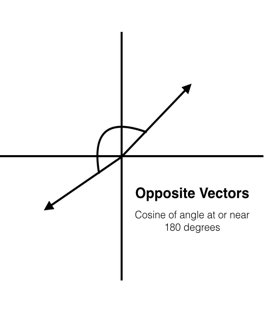 Opposite Vectors
Cosine of angle at or near
180 degrees